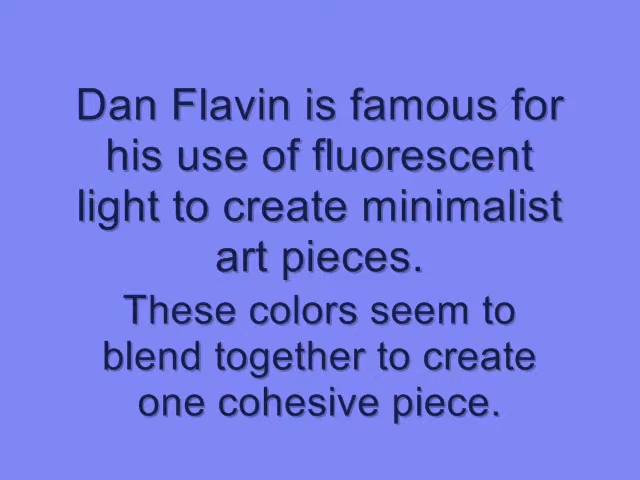 Dan Flavin is famous for
his use of fluorescent
light to create minimalist
art pieces.
These colors seem to
blend together to create
one cohesive piece.